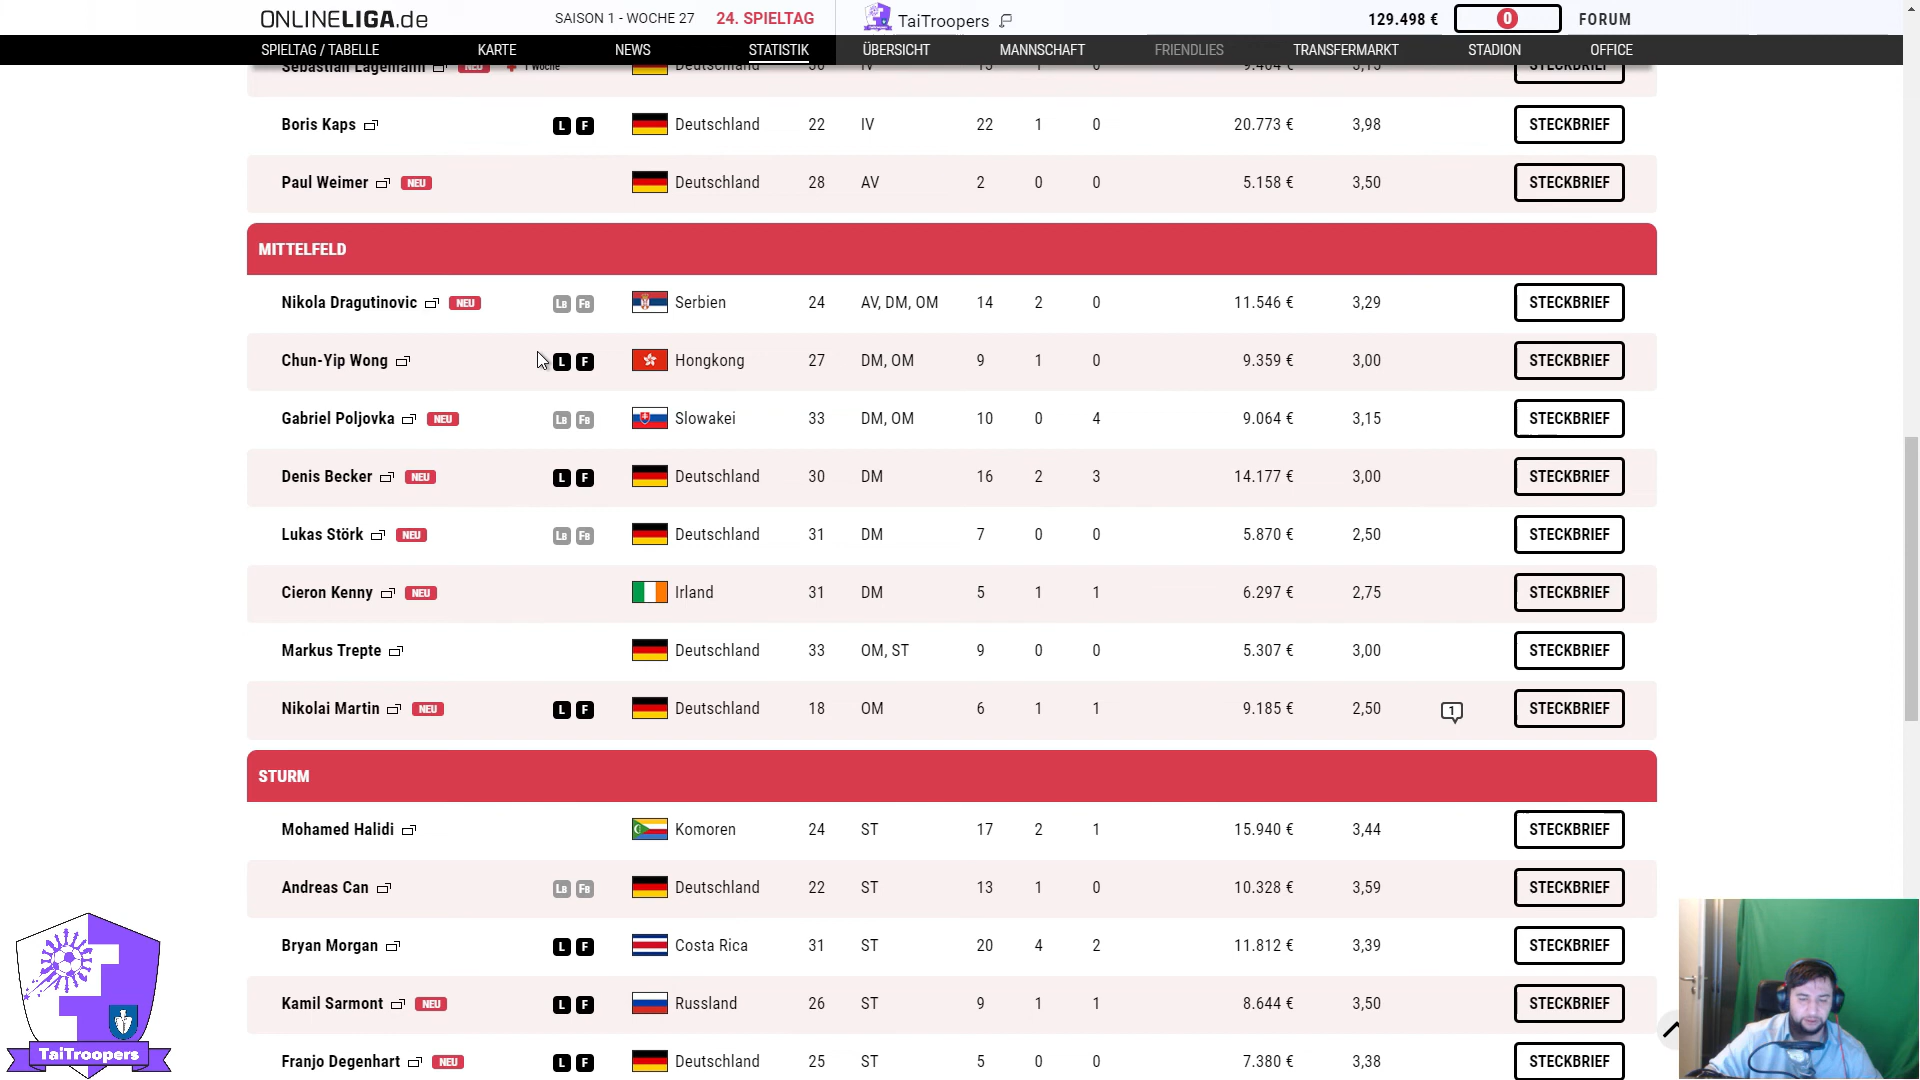 ONLINELIGA.de SAISON 1 - WOCHE 27 24. SPIELTAG TaiTroopers 129.498 € 0 FORUM
SPIELTAG / TABELLE KARTE NEWS STATISTIK ÜBERSICHT MANNSCHAFT FRIENDLIES TRANSFERMARKT STADION OFFICE
Boris Kaps L F Deutschland 22 IV 22 1 0 20.773 € 3,98 STECKBRIEF
Paul Weimer NEU Deutschland 28 AV 2 0 0 5.158 € 3,50 STECKBRIEF
MITTELFELD
Nikola Dragutinovic NEU LB FB Serbien 24 AV, DM, OM 14 2 0 11.546 € 3,29 STECKBRIEF
Chun-Yip Wong L F Hongkong 27 DM, OM 9 1 0 9.359 € 3,00 STECKBRIEF
Gabriel Poljovka NEU LB FB Slowakei 33 DM, OM 10 0 4 9.064 € 3,15 STECKBRIEF
Denis Becker NEU L F Deutschland 30 DM 16 2 3 14.177 € 3,00 STECKBRIEF
Lukas Störk NEU LB FB Deutschland 31 DM 7 0 0 5.870 € 2,50 STECKBRIEF
Cieron Kenny NEU Irland 31 DM 5 1 1 6.297 € 2,75 STECKBRIEF
Markus Trepte Deutschland 33 OM, ST 9 0 0 5.307 € 3,00 STECKBRIEF
Nikolai Martin NEU L F Deutschland 18 OM 6 1 1 9.185 € 2,50 1 STECKBRIEF
STURM
Mohamed Halidi Komoren 24 ST 17 2 1 15.940 € 3,44 STECKBRIEF
Andreas Can LB FB Deutschland 22 ST 13 1 0 10.328 € 3,59 STECKBRIEF
Bryan Morgan L F Costa Rica 31 ST 20 4 2 11.812 € 3,39 STECKBRIEF
Kamil Sarmont NEU L F Russland 26 ST 9 1 1 8.644 € 3,50 STECKBRIEF
Franjo Degenhart NEU L F Deutschland 25 ST 5 0 0 7.380 € 3,38 STECKBRIEF
TaiTroopers